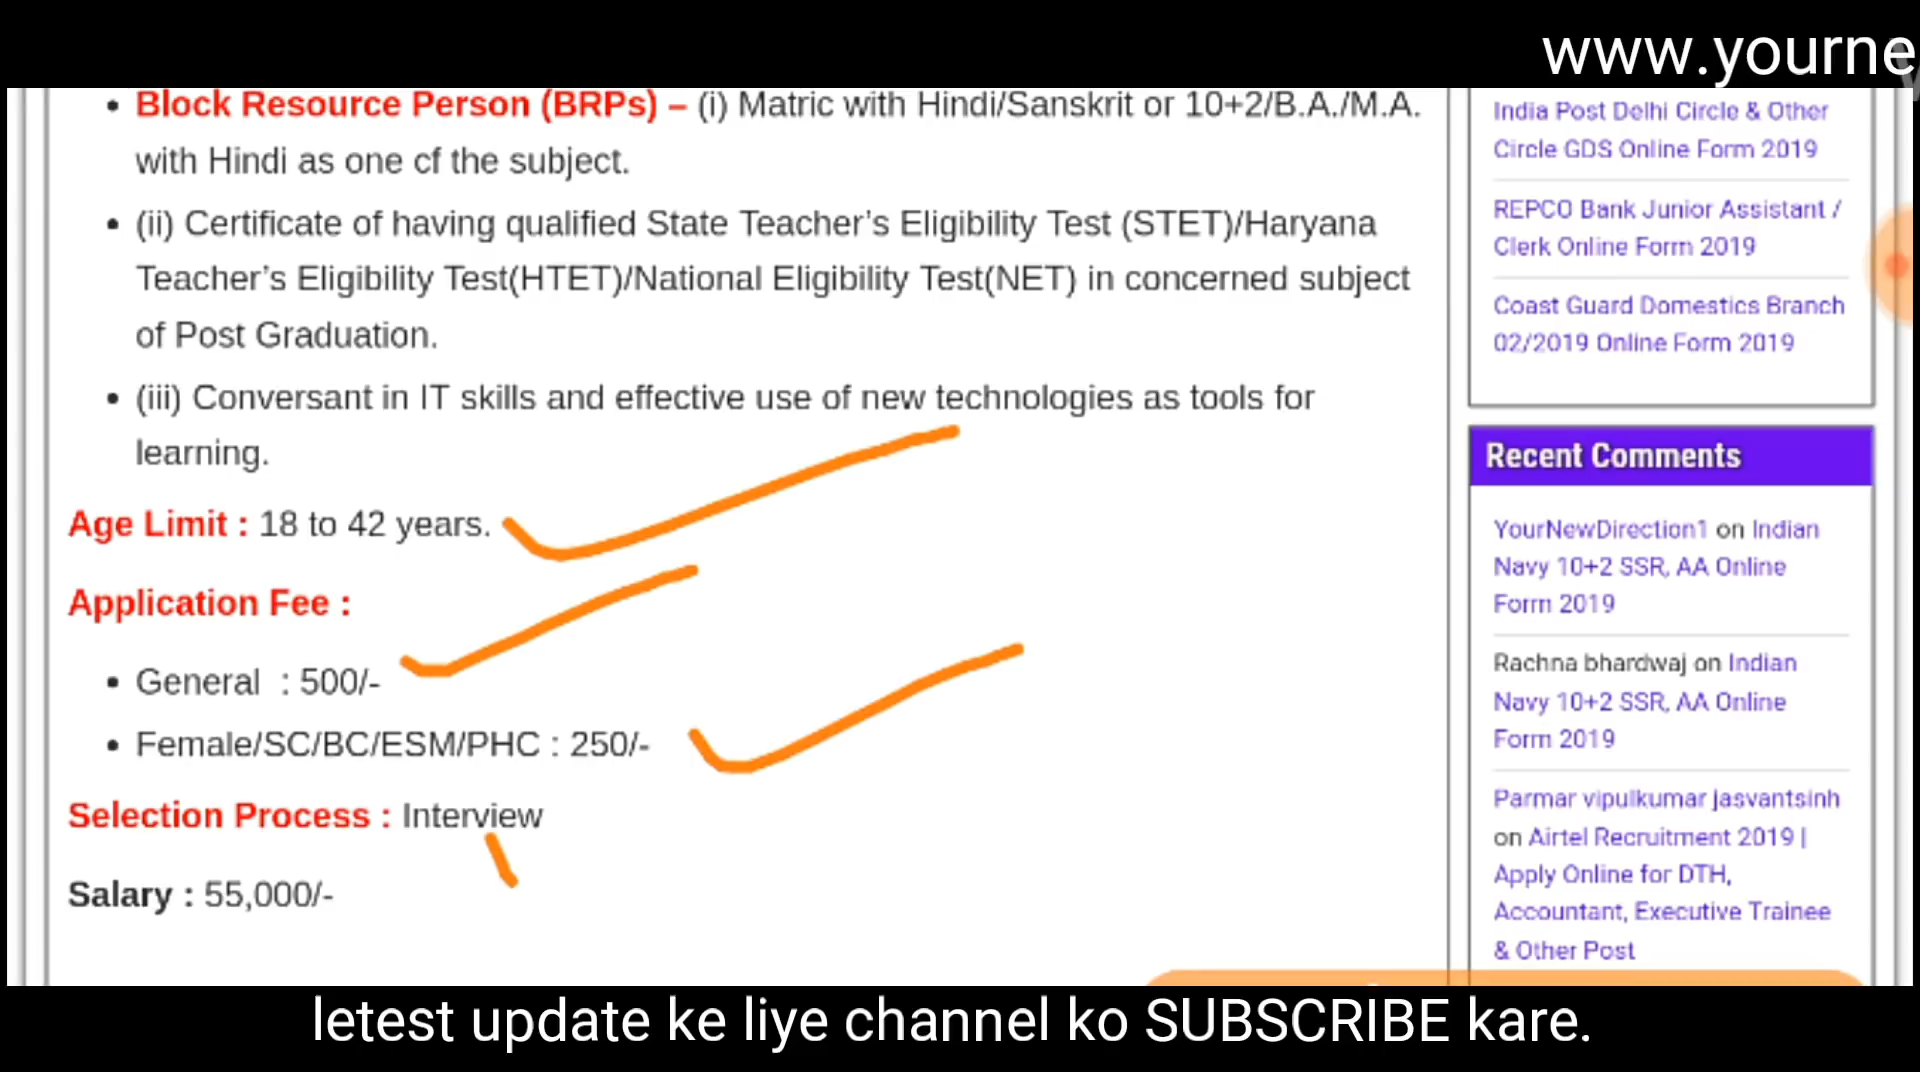 www.yourne
• Block Resource Person (BRPs) – (i) Matric with Hindi/Sanskrit or 10+2/B.A./M.A.
with Hindi as one cf the subject.
• (ii) Certificate of having qualified State Teacher’s Eligibility Test (STET)/Haryana
Teacher’s Eligibility Test(HTET)/National Eligibility Test(NET) in concerned subject
of Post Graduation.
• (iii) Conversant in IT skills and effective use of new technologies as tools for
learning.
Age Limit : 18 to 42 years.
Application Fee :
• General : 500/-
• Female/SC/BC/ESM/PHC : 250/-
Selection Process : Interview
Salary : 55,000/-
India Post Delhi Circle & Other
Circle GDS Online Form 2019
REPCO Bank Junior Assistant /
Clerk Online Form 2019
Coast Guard Domestics Branch
02/2019 Online Form 2019
Recent Comments
YourNewDirection1 on Indian
Navy 10+2 SSR, AA Online
Form 2019
Rachna bhardwaj on Indian
Navy 10+2 SSR, AA Online
Form 2019
Parmar vipulkumar jasvantsinh
on Airtel Recruitment 2019 |
Apply Online for DTH,
Accountant, Executive Trainee
& Other Post
letest update ke liye channel ko SUBSCRIBE kare.